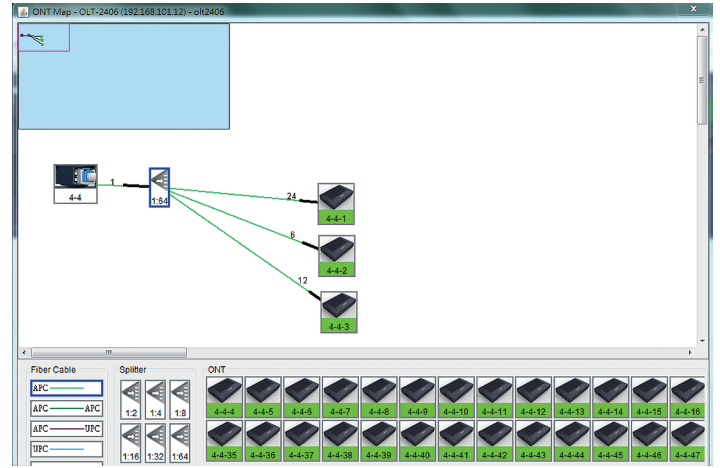 ONT Map - OLT-2406 (192.168.101.12) - olt2406
x
4-4
1
1:64
24
4-4-1
6
4-4-2
12
4-4-3
Fiber Cable
Splitter
ONT
APC
APC APC
APC UPC
UPC
1:2 1:4 1:8
1:16 1:32 1:64
4-4-4 4-4-5 4-4-6 4-4-7 4-4-8 4-4-9 4-4-10 4-4-11 4-4-12 4-4-13 4-4-14 4-4-15 4-4-16
4-4-35 4-4-36 4-4-37 4-4-38 4-4-39 4-4-40 4-4-41 4-4-42 4-4-43 4-4-44 4-4-45 4-4-46 4-4-47